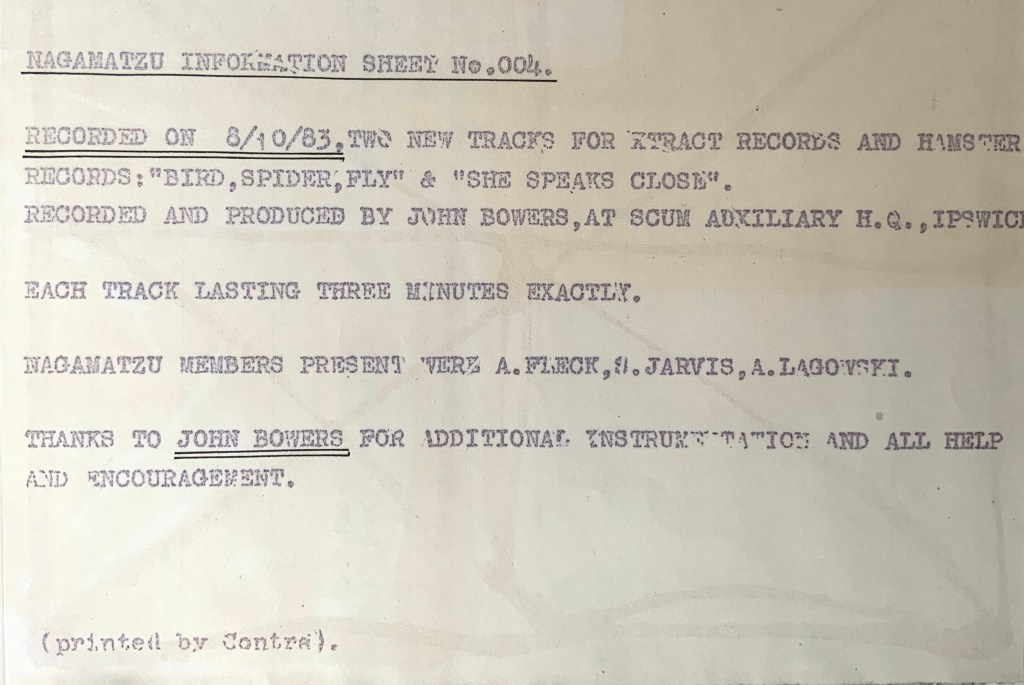 NAGAMATZU INFORMATION SHEET No.004.
RECORDED ON 8/10/83, TWO NEW TRACKS FOR XTRACT RECORDS AND HAMSTER
RECORDS:"BIRD,SPIDER,FLY" & "SHE SPEAKS CLOSE".
RECORDED AND PRODUCED BY JOHN BOWERS,AT SCUM AUXILIARY H.Q.,IPSWICH
EACH TRACK LASTING THREE MINUTES EXACTLY.
NAGAMATZU MEMBERS PRESENT WERE A.FLECK,S.JARVIS,A.LAGOWSKI.
THANKS TO JOHN BOWERS FOR ADDITIONAL INSTRUMENTATION AND ALL HELP
AND ENCOURAGEMENT.
(printed by Contra).